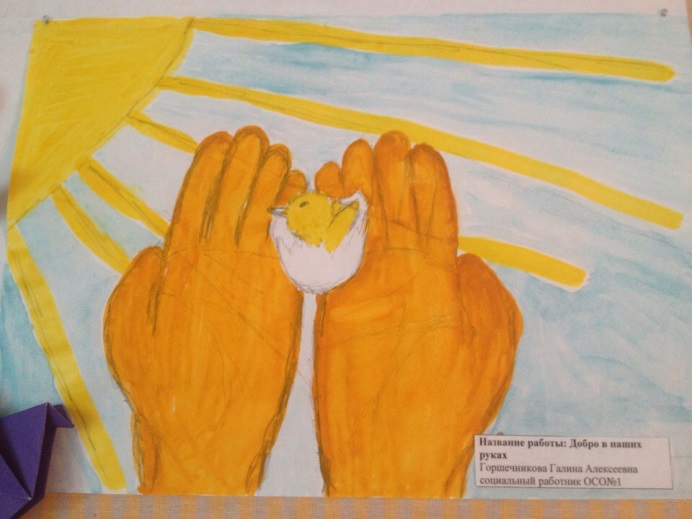 Название работы: Добро в наших
руках
Горшечникова Галина Алексеевна
социальный работник ОСО№1